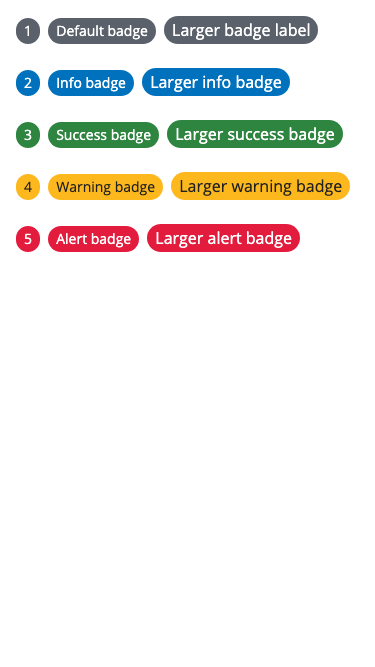 1 Default badge Larger badge label
2 Info badge Larger info badge
3 Success badge Larger success badge
4 Warning badge Larger warning badge
5 Alert badge Larger alert badge